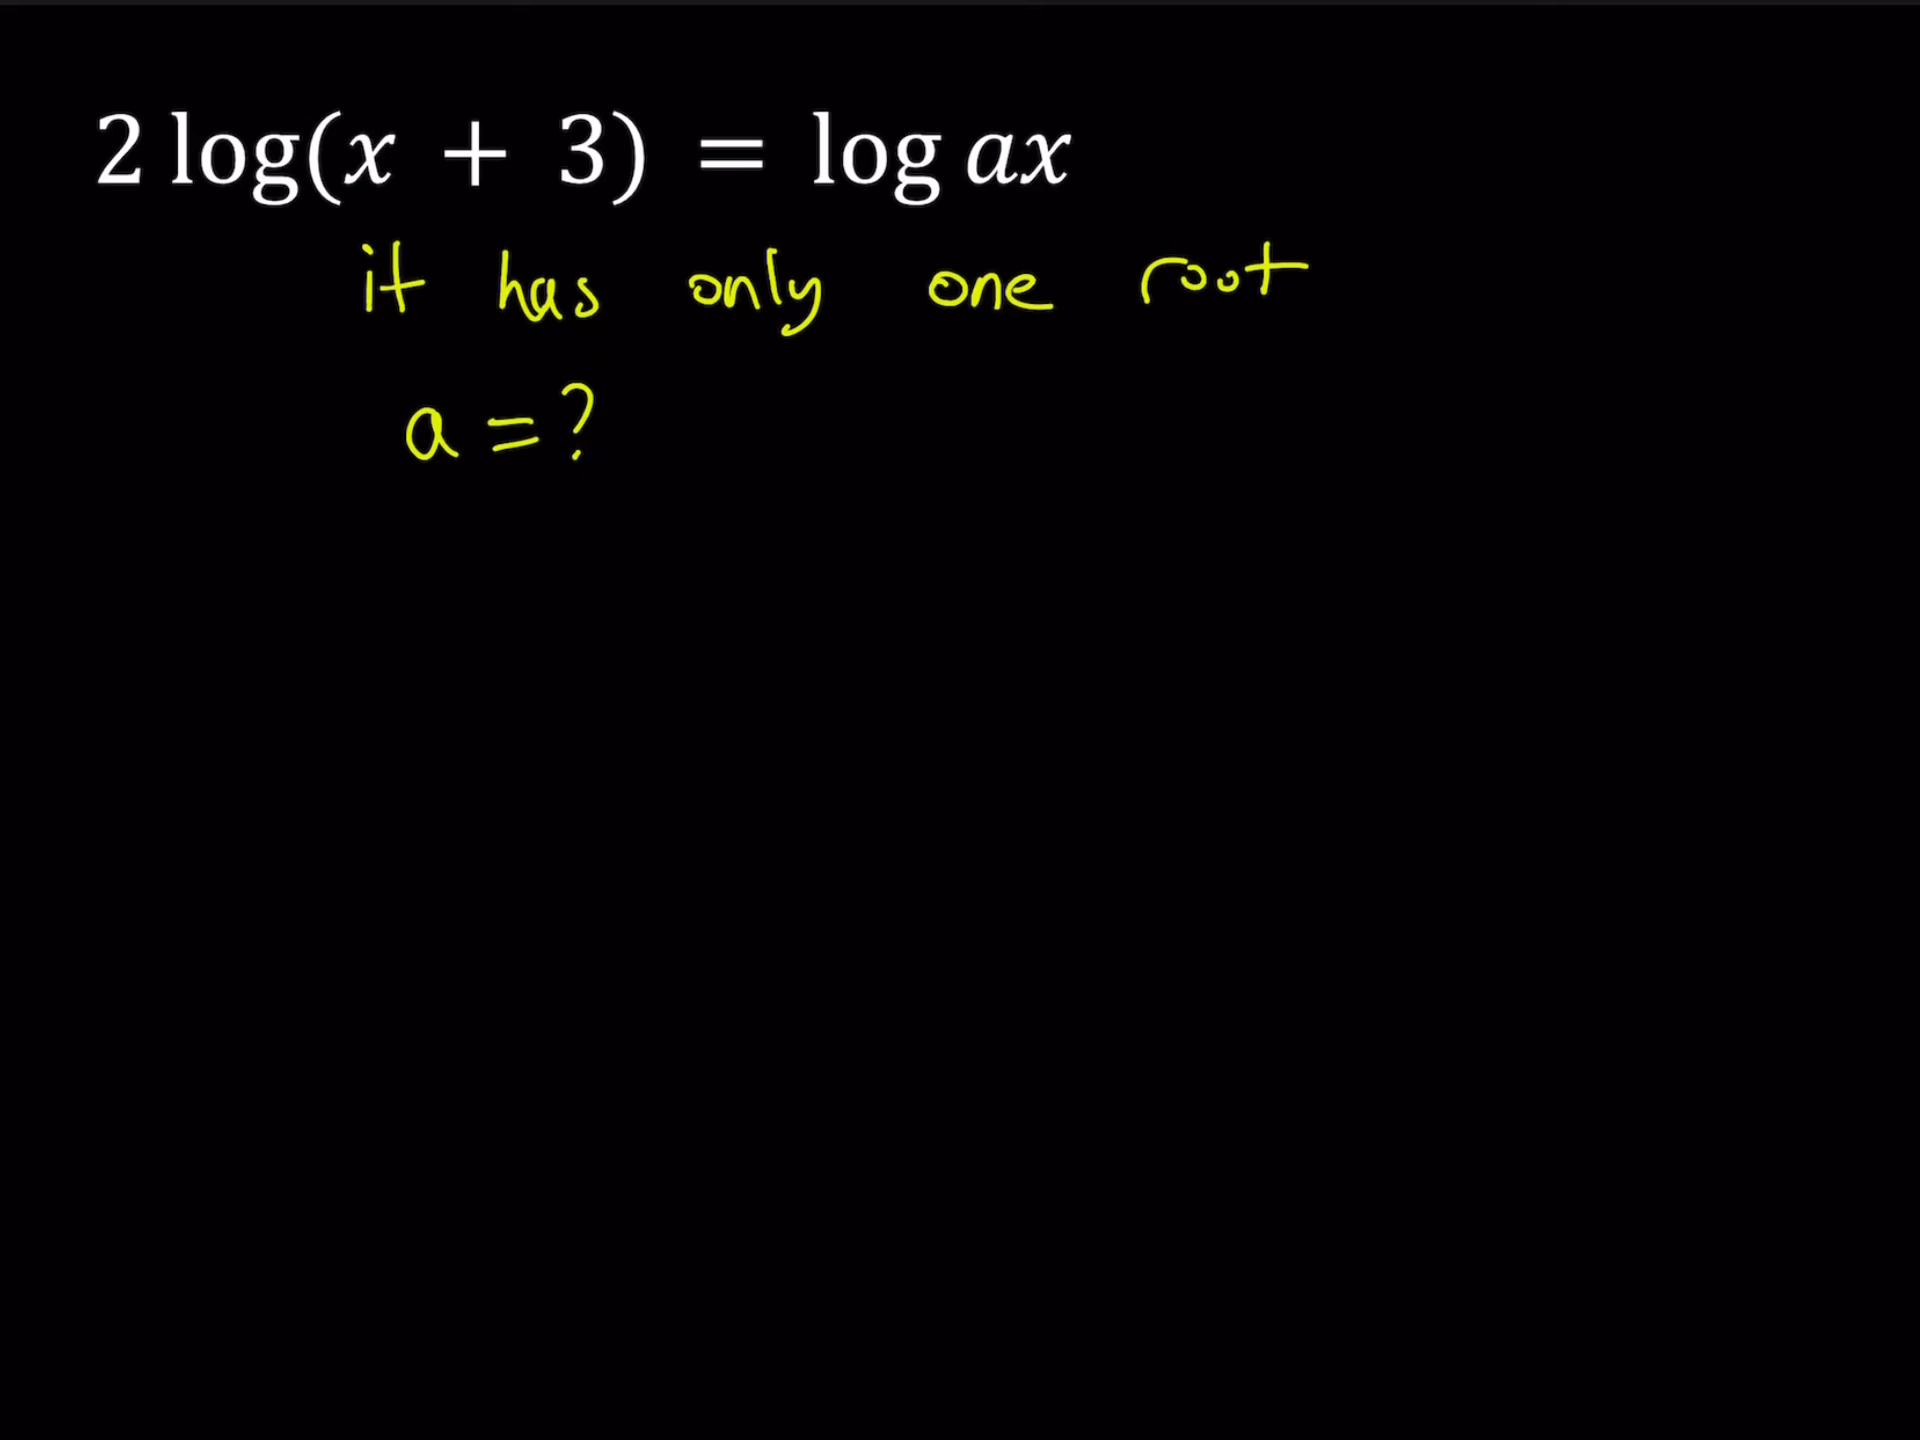 2 log(x + 3) = log ax
it has only one root
a = ?